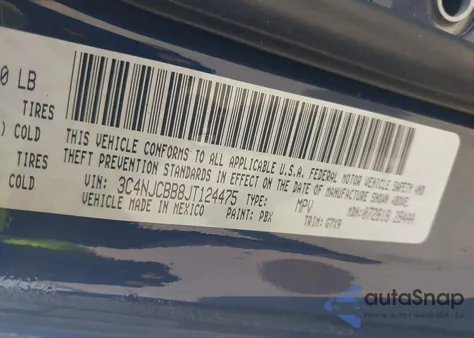 0 LB
TIRES
) COLD
TIRES
COLD
THIS VEHICLE CONFORMS TO ALL APPLICABLE U.S.A. FEDERAL MOTOR VEHICLE SAFETY AND
THEFT PREVENTION STANDARDS IN EFFECT ON THE DATE OF MANUFACTURE SHOWN ABOVE.
VIN: 3C4NJCBB8JT124475 TYPE: MPV
VEHICLE MADE IN MEXICO PAINT: PBX TRIM: G7X9
autoSnap